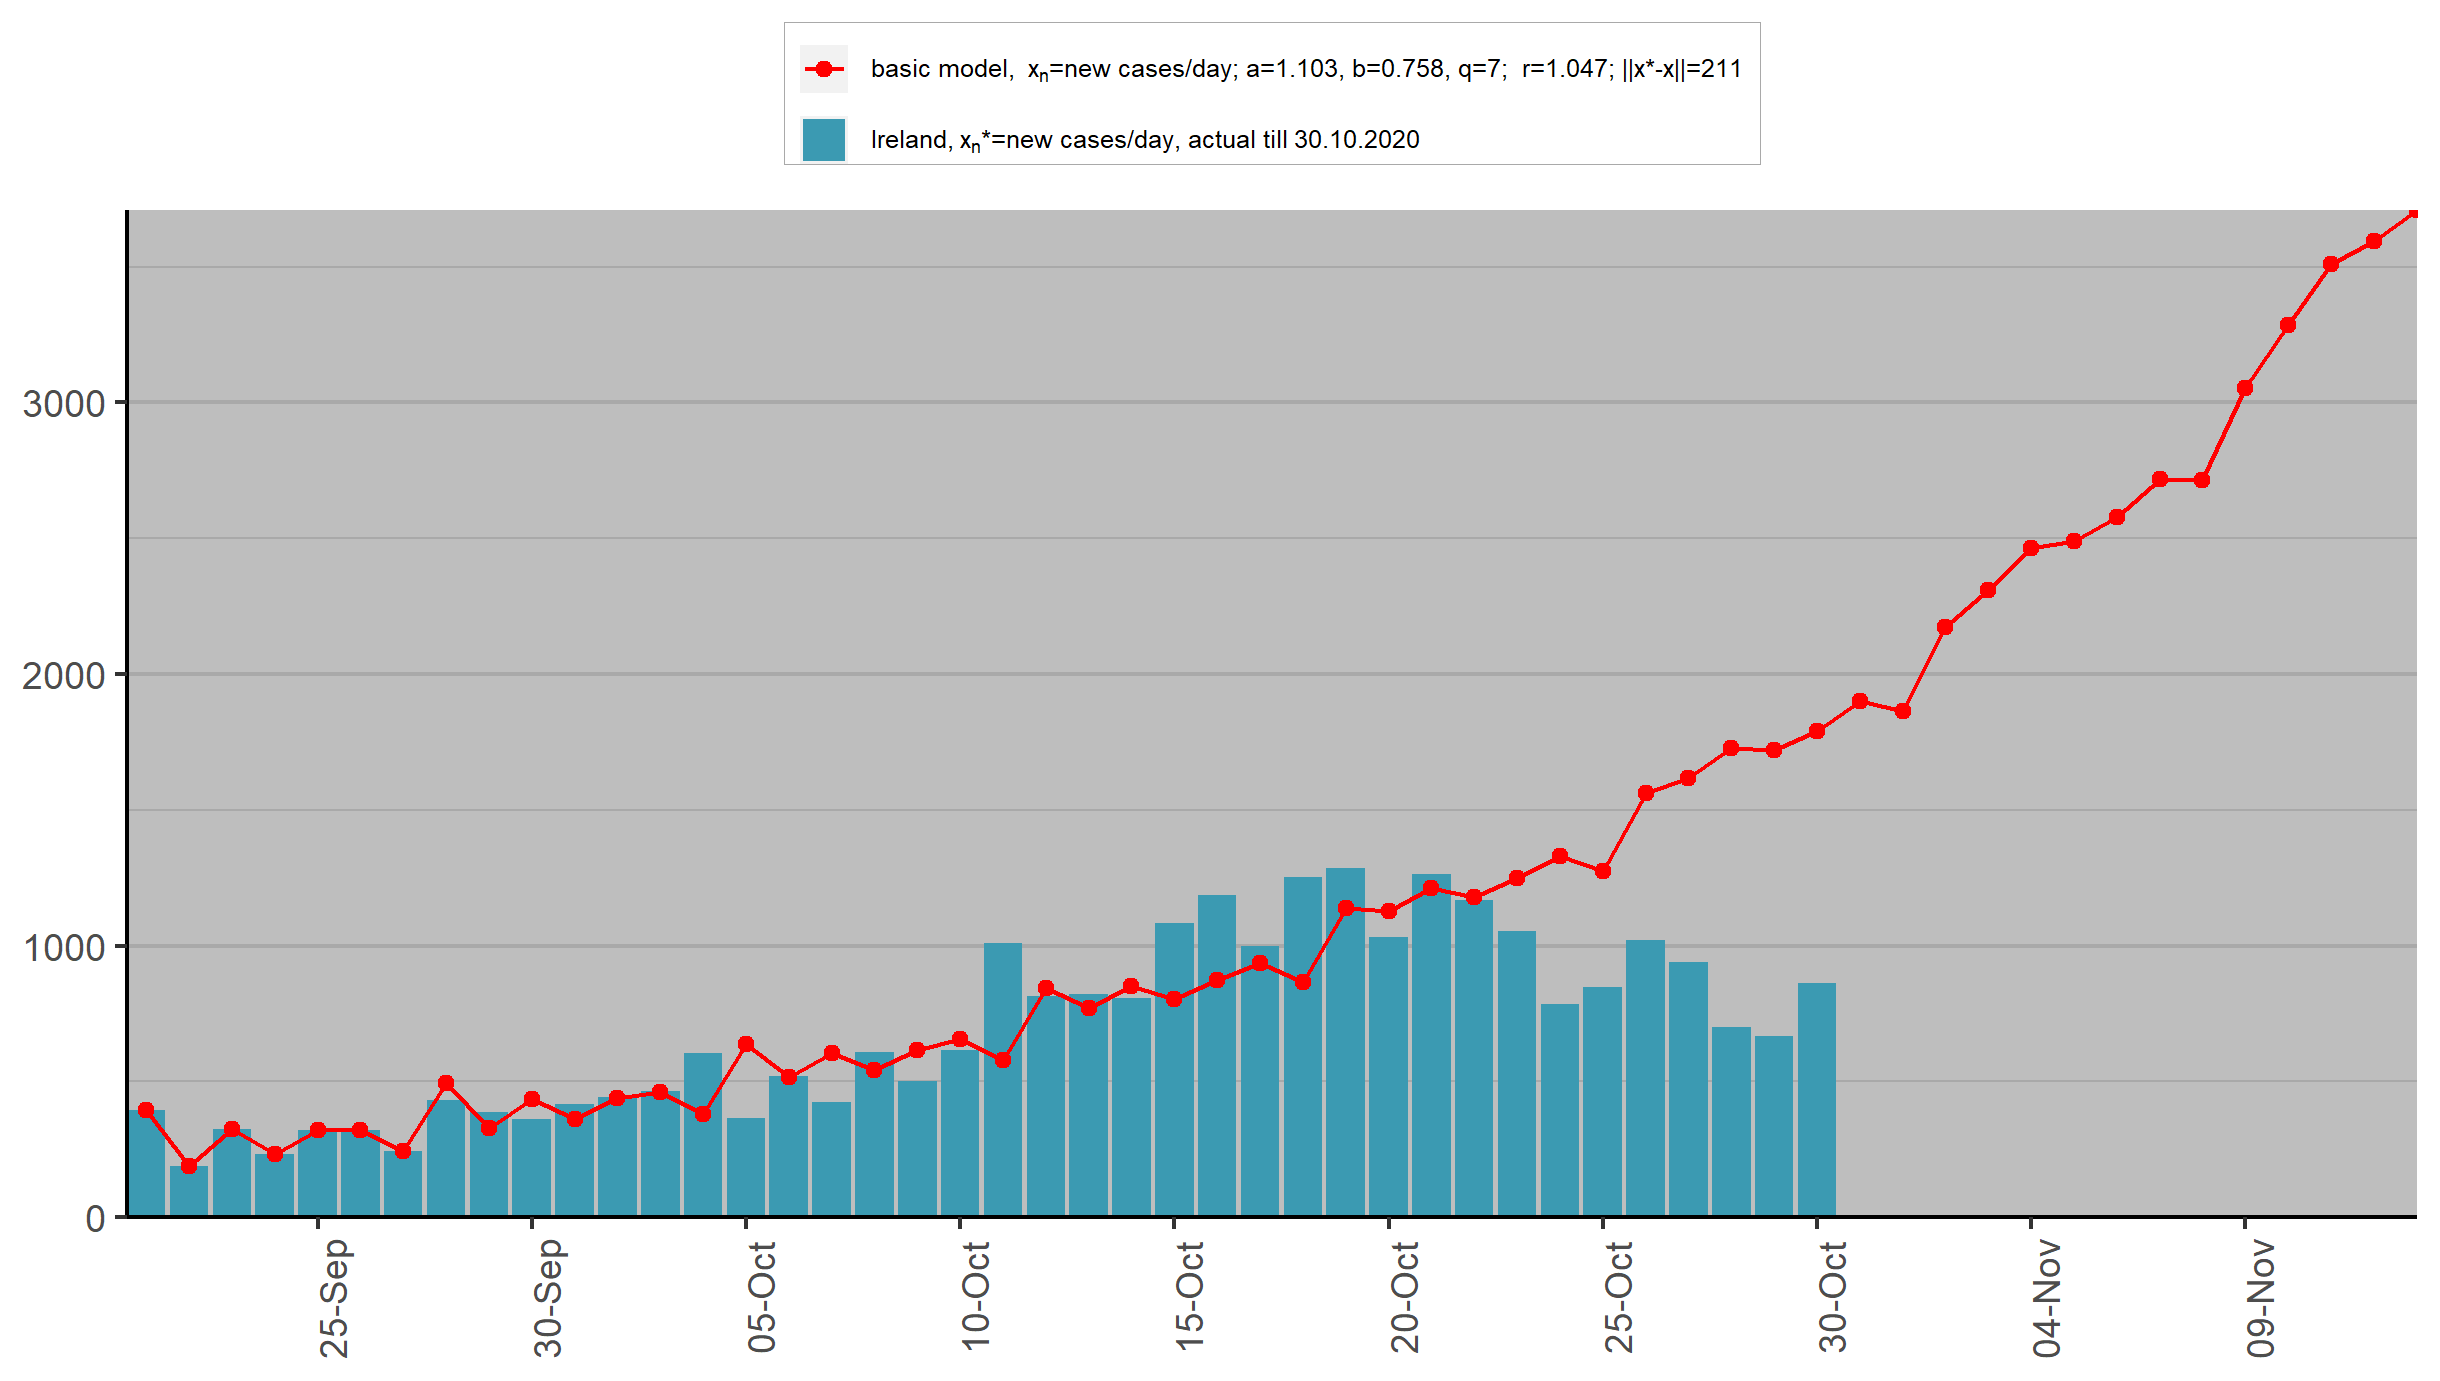 basic model, xₙ=new cases/day; a=1.103, b=0.758, q=7; r=1.047; ||x*-x||=211
Ireland, xₙ*=new cases/day, actual till 30.10.2020
3000
2000
1000
0
25-Sep
30-Sep
05-Oct
10-Oct
15-Oct
20-Oct
25-Oct
30-Oct
04-Nov
09-Nov